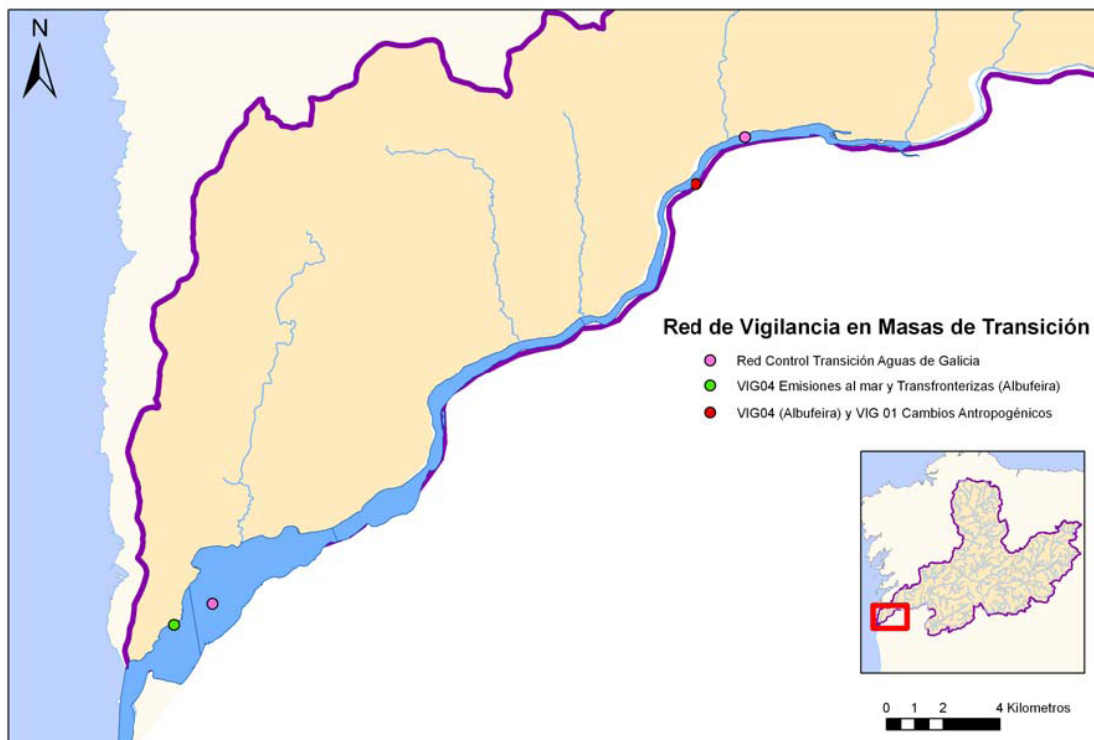 N
Red de Vigilancia en Masas de Transición
Red Control Transición Aguas de Galicia
VIG04 Emisiones al mar y Transfronterizas (Albufeira)
VIG04 (Albufeira) y VIG 01 Cambios Antropogénicos
0 1 2 4 Kilometros